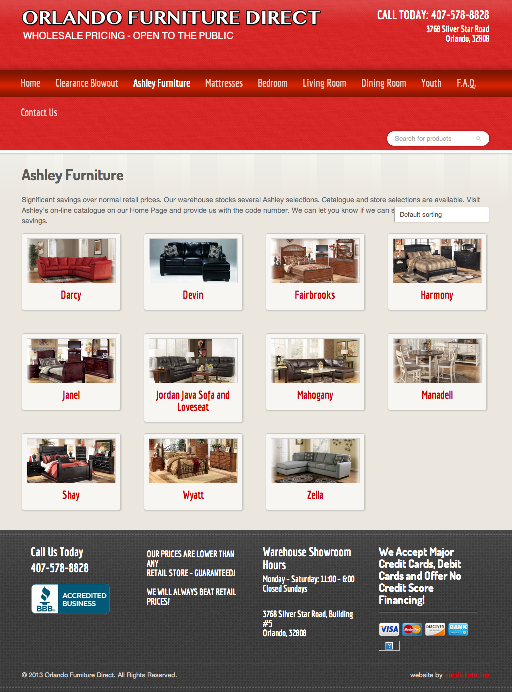 ORLANDO FURNITURE DIRECT
WHOLESALE PRICING - OPEN TO THE PUBLIC
CALL TODAY: 407-578-8828
3768 Silver Star Road
Orlando, 32808
Home Clearance Blowout Ashley Furniture Mattresses Bedroom Living Room Dining Room Youth F.A.Q.
Contact Us
Search for products
Ashley Furniture
Significant savings over normal retail prices. Our warehouse stocks several Ashley selections. Catalogue and store selections are available. Visit
Ashley's on-line catalogue on our Home Page and provide us with the code number. We can let you know if we can
savings.
Default sorting
Darcy
Devin
Fairbrooks
Harmony
Janel
Jordan Java Sofa and
Loveseat
Mahogany
Manadell
Shay
Wyatt
Zella
Call Us Today
407-578-8828
BBB.
ACCREDITED
BUSINESS
OUR PRICES ARE LOWER THAN
ANY
RETAIL STORE - GUARANTEED!
WE WILL ALWAYS BEAT RETAIL
PRICES!
Warehouse Showroom
Hours
Monday - Saturday: 11:00 - 6:00
Closed Sundays
3768 Silver Star Road, Building
#5
Orlando, 32808
We Accept Major
Credit Cards, Debit
Cards and Offer No
Credit Score
Financing!
VISA MasterCard DISCOVER BANK
© 2013 Orlando Furniture Direct. All Rights Reserved.
website by